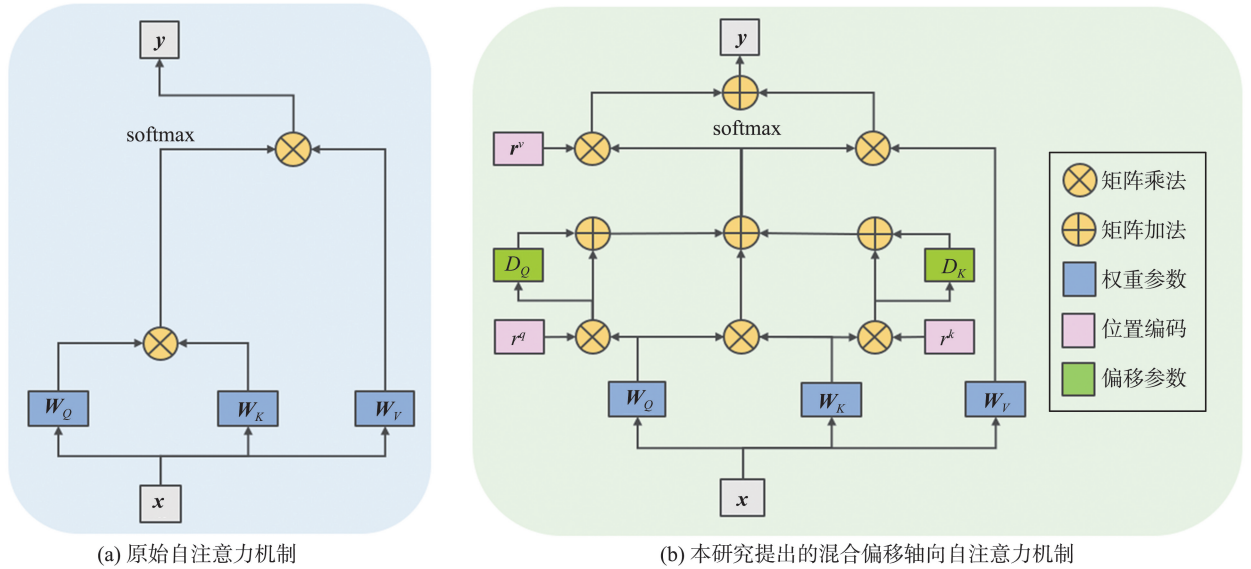 y
softmax
W_Q
W_K
W_V
x
(a) 原始自注意力机制
y
softmax
r^v
D_Q
D_K
r^q
r^k
W_Q
W_K
W_V
x
矩阵乘法
矩阵加法
权重参数
位置编码
偏移参数
(b) 本研究提出的混合偏移轴向自注意力机制